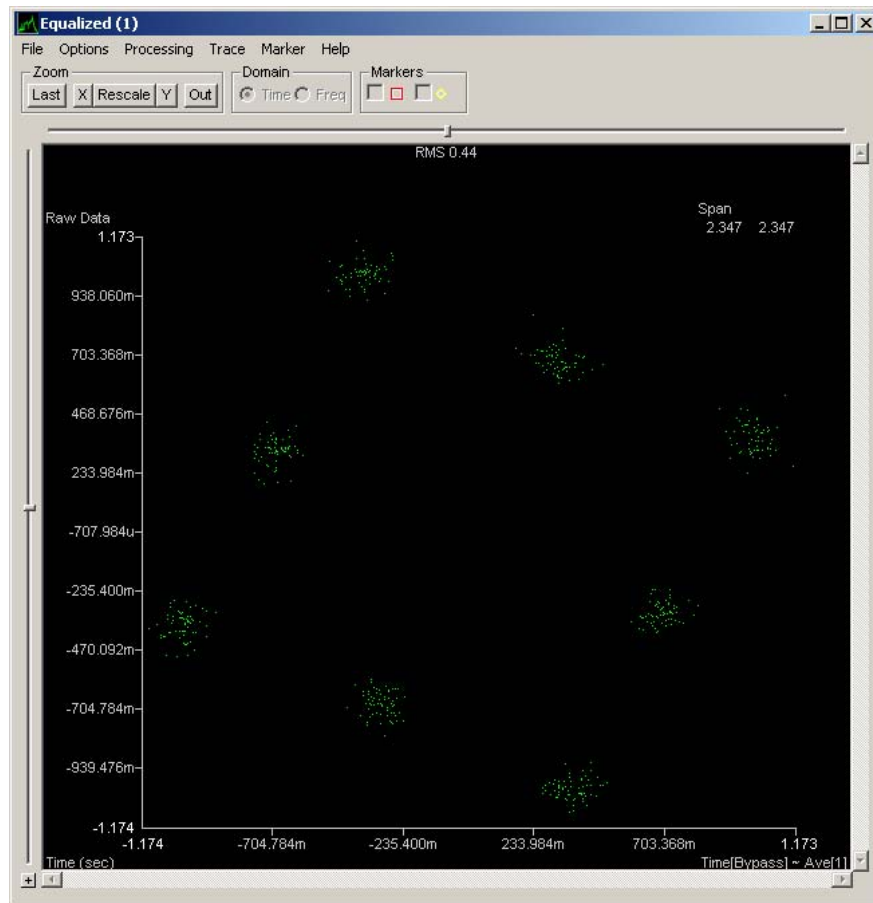 Equalized (1)
File Options Processing Trace Marker Help
Zoom Domain Markers
Last X Rescale Y Out Time Freq
RMS 0.44
Span
Raw Data 2.347 2.347
1.173
938.060m
703.368m
468.676m
233.984m
-707.984u
-235.400m
-470.092m
-704.784m
-939.476m
-1.174
-1.174 -704.784m -235.400m 233.984m 703.368m 1.173
Time (sec) Time[Bypass] ~ Ave[1]